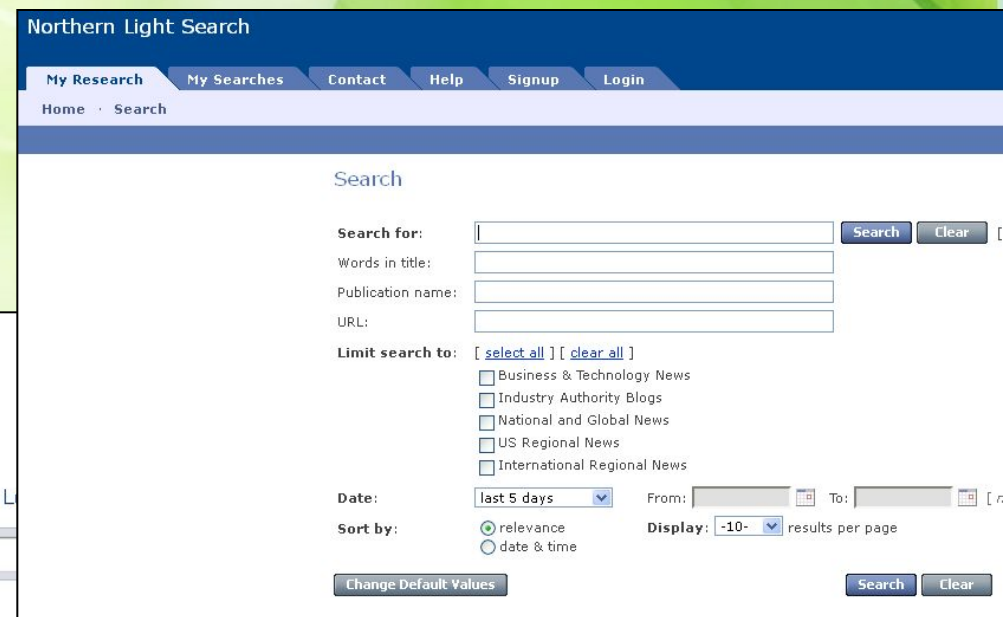 Northern Light Search
My Research My Searches Contact Help Signup Login
Home · Search
Search
Search for: Search Clear [
Words in title:
Publication name:
URL:
Limit search to: [ select all ] [ clear all ]
Business & Technology News
Industry Authority Blogs
National and Global News
US Regional News
International Regional News
Date: last 5 days From: To: [
Sort by: relevance Display: -10- results per page
date & time
Change Default Values Search Clear